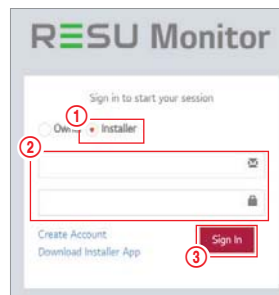 RESU Monitor
Sign in to start your session
①
Owner Installer
②
Create Account
Sign In
③
Download Installer App